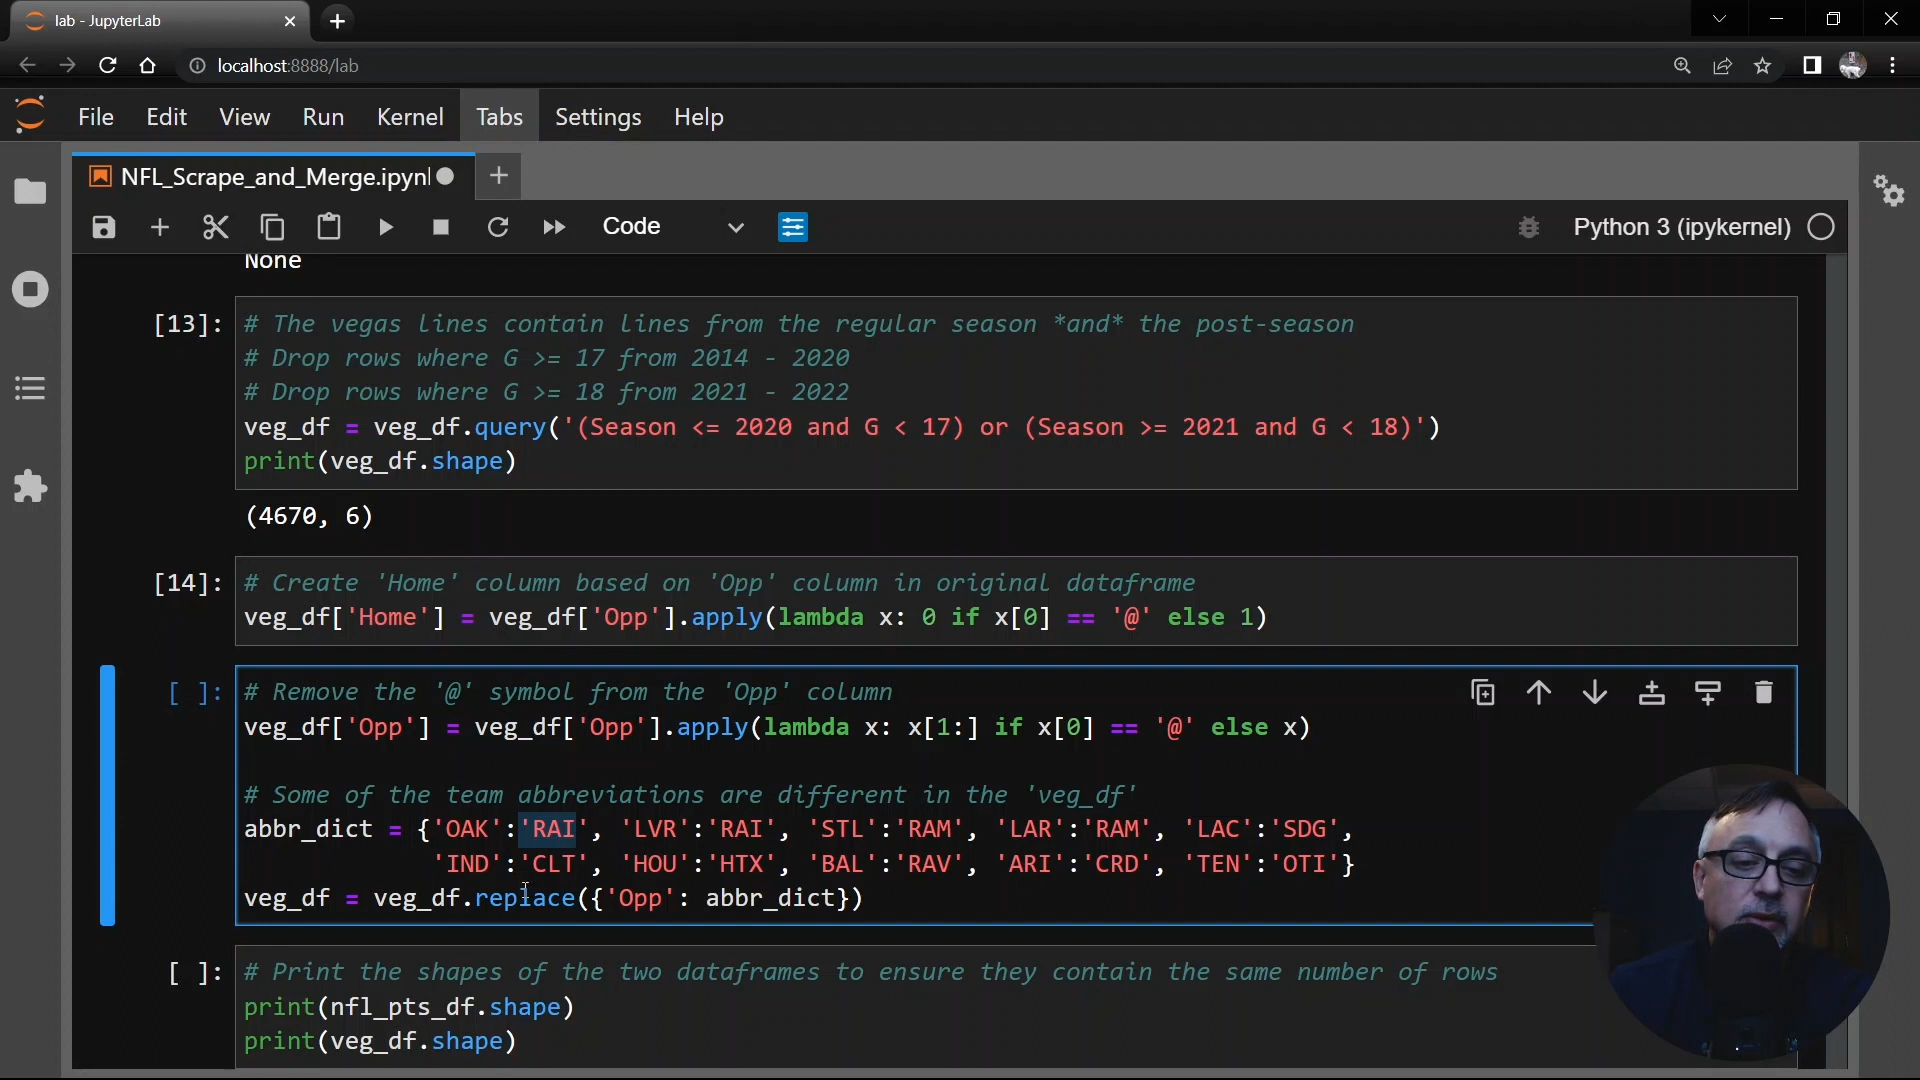 lab - JupyterLab
localhost:8888/lab
File Edit View Run Kernel Tabs Settings Help
NFL_Scrape_and_Merge.ipynl
Code
Python 3 (ipykernel)
None
[13]:
# The vegas lines contain lines from the regular season *and* the post-season
# Drop rows where G >= 17 from 2014 - 2020
# Drop rows where G >= 18 from 2021 - 2022
veg_df = veg_df.query('(Season <= 2020 and G < 17) or (Season >= 2021 and G < 18)')
print(veg_df.shape)
(4670, 6)
[14]:
# Create 'Home' column based on 'Opp' column in original dataframe
veg_df['Home'] = veg_df['Opp'].apply(lambda x: 0 if x[0] == '@' else 1)
[ ]:
# Remove the '@' symbol from the 'Opp' column
veg_df['Opp'] = veg_df['Opp'].apply(lambda x: x[1:] if x[0] == '@' else x)
# Some of the team abbreviations are different in the 'veg_df'
abbr_dict = {'OAK':'RAI', 'LVR':'RAI', 'STL':'RAM', 'LAR':'RAM', 'LAC':'SDG',
'IND':'CLT', 'HOU':'HTX', 'BAL':'RAV', 'ARI':'CRD', 'TEN':'OTI'}
veg_df = veg_df.replace({'Opp': abbr_dict})
[ ]:
# Print the shapes of the two dataframes to ensure they contain the same number of rows
print(nfl_pts_df.shape)
print(veg_df.shape)